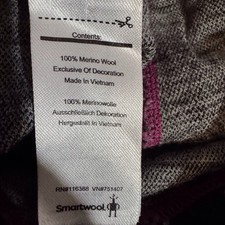 Contents:
100% Merino Wool
Exclusive Of Decoration
Made In Vietnam
100% Merinowolle
Ausschließlich Dekoration
Hergestellt In Vietnam
RN#116388 VN#751407
Smartwool